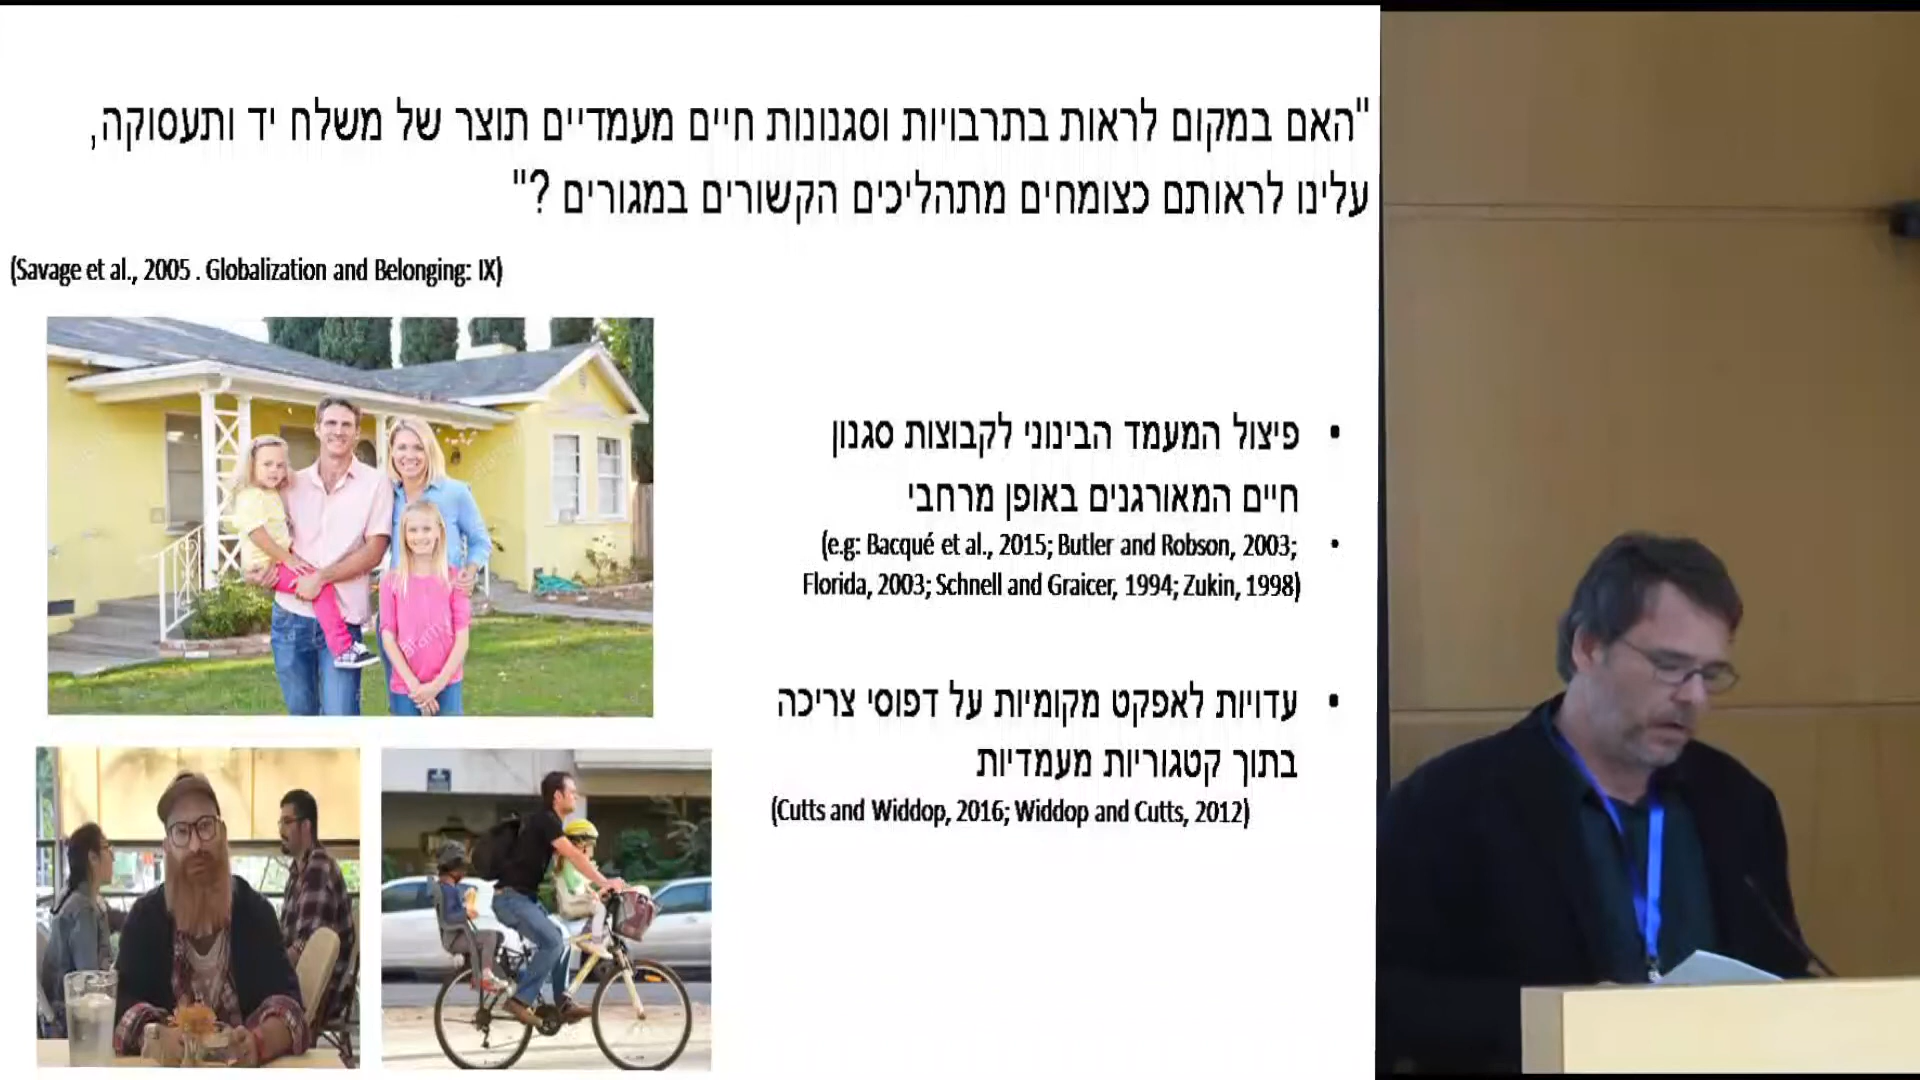 "האם במקום לראות בתרבויות וסגנונות חיים מעמדיים תוצר של משלח יד ותעסוקה,
עלינו לראותם כצומחים מתהליכים הקשורים במגורים ?"
(Savage et al., 2005 . Globalization and Belonging: IX)
• פיצול המעמד הבינוני לקבוצות סגנון
חיים המאורגנים באופן מרחבי
• (e.g: Bacqué et al., 2015; Butler and Robson, 2003;
Florida, 2003; Schnell and Graicer, 1994; Zukin, 1998)
• עדויות לאפקט מקומיות על דפוסי צריכה
בתוך קטגוריות מעמדיות
(Cutts and Widdop, 2016; Widdop and Cutts, 2012)
alamy